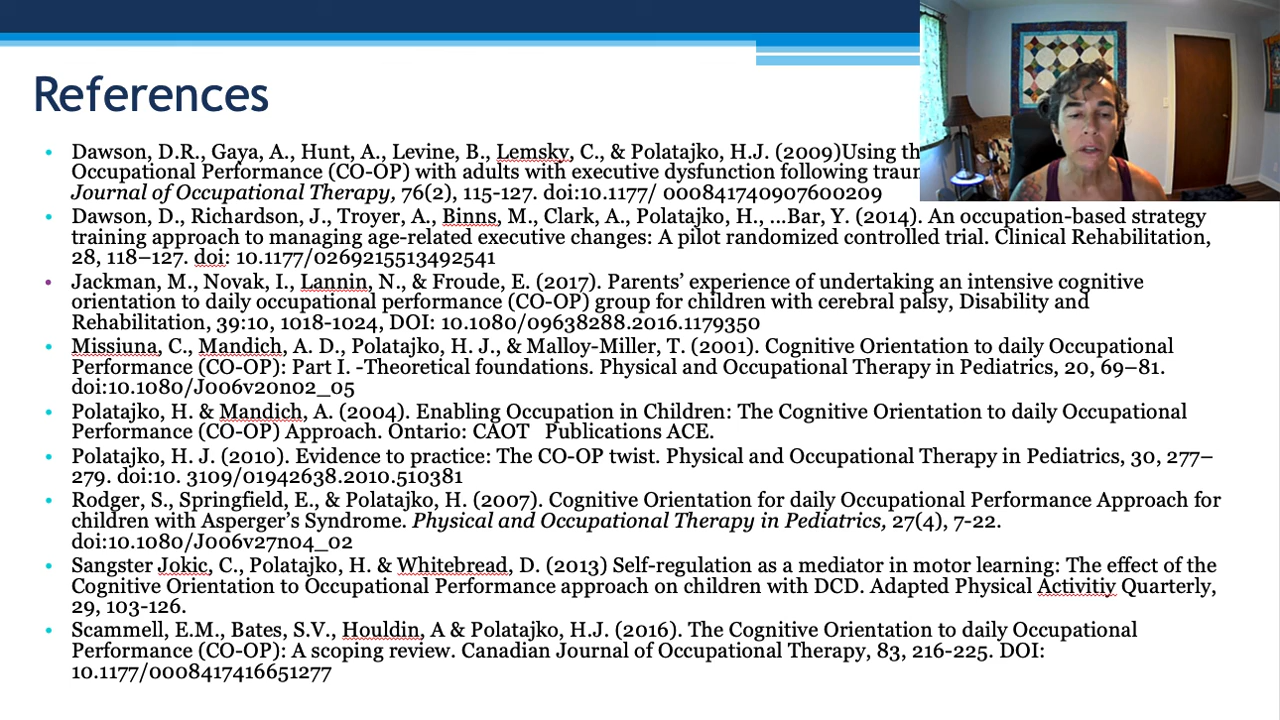 References
Dawson, D.R., Gaya, A., Hunt, A., Levine, B., Lemsky, C., & Polatajko, H.J. (2009)Using
Occupational Performance (CO-OP) with adults with executive dysfunction following
Journal of Occupational Therapy, 76(2), 115-127. doi:10.1177/ 000841740907600209
Dawson, D., Richardson, J., Troyer, A., Binns, M., Clark, A., Polatajko, H., ...Bar, Y. (2014). An occupation-based strategy
training approach to managing age-related executive changes: A pilot randomized controlled trial. Clinical Rehabilitation,
28, 118–127. doi: 10.1177/0269215513492541
Jackman, M., Novak, I., Lannin, N., & Froude, E. (2017). Parents’ experience of undertaking an intensive cognitive
orientation to daily occupational performance (CO-OP) group for children with cerebral palsy, Disability and
Rehabilitation, 39:10, 1018-1024, DOI: 10.1080/09638288.2016.1179350
Missiuna, C., Mandich, A. D., Polatajko, H. J., & Malloy-Miller, T. (2001). Cognitive Orientation to daily Occupational
Performance (CO-OP): Part I. -Theoretical foundations. Physical and Occupational Therapy in Pediatrics, 20, 69–81.
doi:10.1080/J006v20n02_05
Polatajko, H. & Mandich, A. (2004). Enabling Occupation in Children: The Cognitive Orientation to daily Occupational
Performance (CO-OP) Approach. Ontario: CAOT Publications ACE.
Polatajko, H. J. (2010). Evidence to practice: The CO-OP twist. Physical and Occupational Therapy in Pediatrics, 30, 277–
279. doi:10. 3109/01942638.2010.510381
Rodger, S., Springfield, E., & Polatajko, H. (2007). Cognitive Orientation for daily Occupational Performance Approach for
children with Asperger’s Syndrome. Physical and Occupational Therapy in Pediatrics, 27(4), 7-22.
doi:10.1080/J006v27n04_02
Sangster Jokic, C., Polatajko, H. & Whitebread, D. (2013) Self-regulation as a mediator in motor learning: The effect of the
Cognitive Orientation to Occupational Performance approach on children with DCD. Adapted Physical Activitiy Quarterly,
29, 103-126.
Scammell, E.M., Bates, S.V., Houldin, A & Polatajko, H.J. (2016). The Cognitive Orientation to daily Occupational
Performance (CO-OP): A scoping review. Canadian Journal of Occupational Therapy, 83, 216-225. DOI:
10.1177/0008417416651277